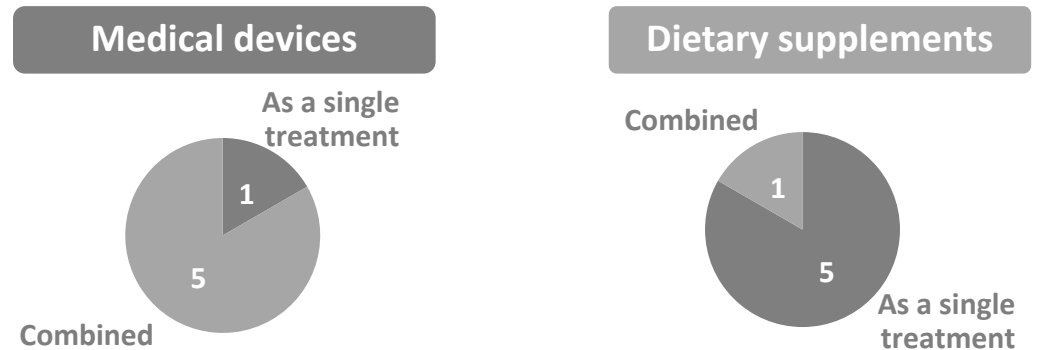 Medical devices
As a single
treatment
1
5
Combined
Dietary supplements
Combined
1
5
As a single
treatment